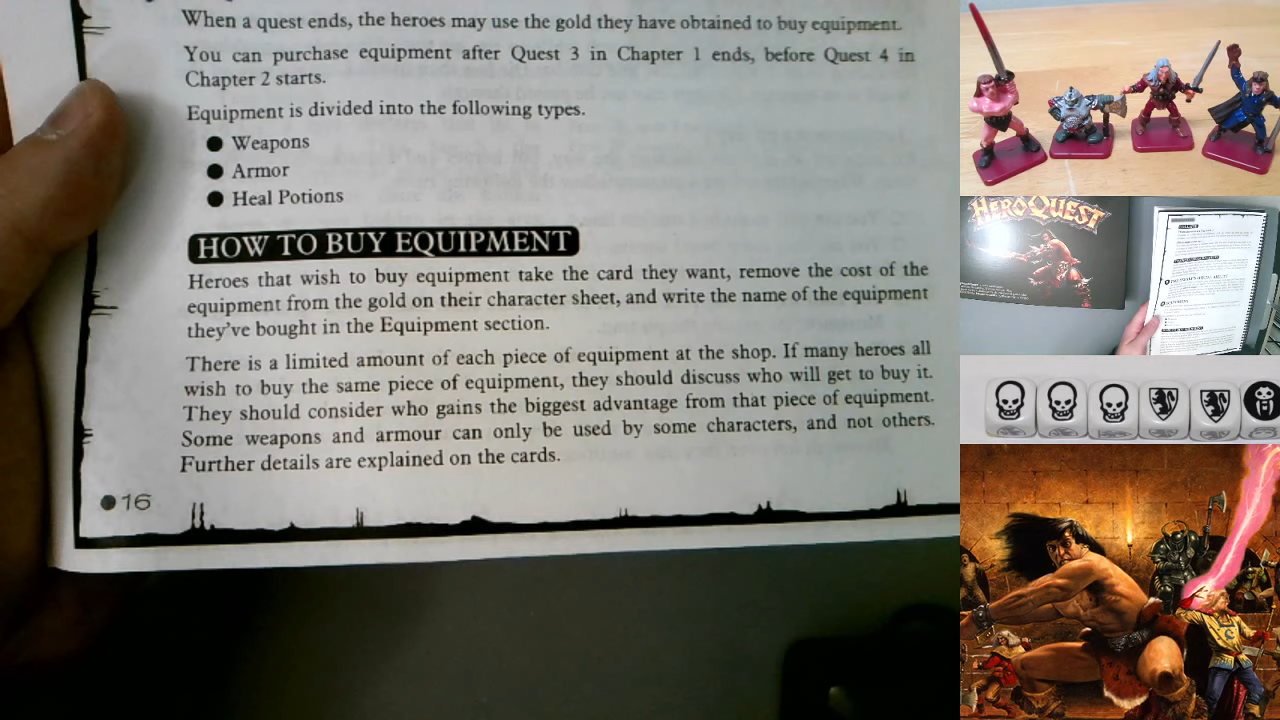 When a quest ends, the heroes may use the gold they have obtained to buy equipment.
You can purchase equipment after Quest 3 in Chapter 1 ends, before Quest 4 in
Chapter 2 starts.
Equipment is divided into the following types.
● Weapons
● Armor
● Heal Potions
HOW TO BUY EQUIPMENT
Heroes that wish to buy equipment take the card they want, remove the cost of the
equipment from the gold on their character sheet, and write the name of the equipment
they've bought in the Equipment section.
There is a limited amount of each piece of equipment at the shop. If many heroes all
wish to buy the same piece of equipment, they should discuss who will get to buy it.
They should consider who gains the biggest advantage from that piece of equipment.
Some weapons and armour can only be used by some characters, and not others.
Further details are explained on the cards.
●16
HEROQUEST